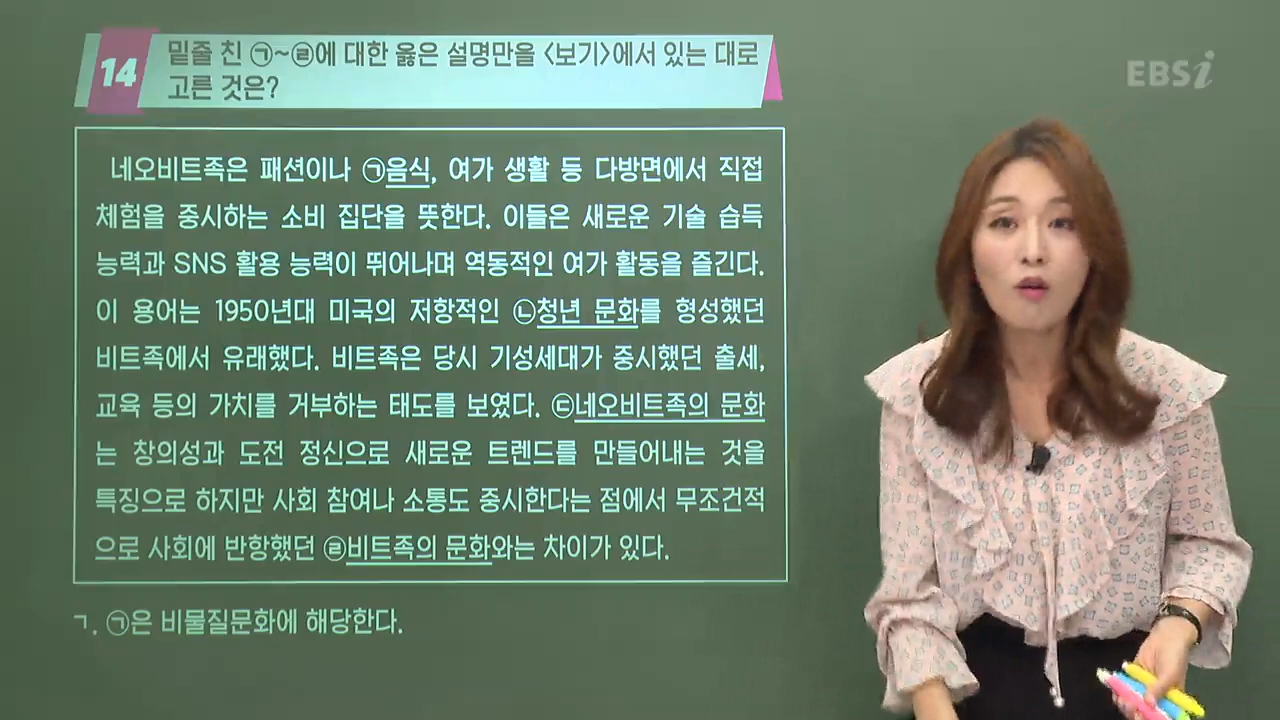 14
밑줄 친 ㉠~㉣에 대한 옳은 설명만을 <보기>에서 있는 대로
고른 것은?
EBSi
네오비트족은 패션이나 ㉠음식, 여가 생활 등 다방면에서 직접
체험을 중시하는 소비 집단을 뜻한다. 이들은 새로운 기술 습득
능력과 SNS 활용 능력이 뛰어나며 역동적인 여가 활동을 즐긴다.
이 용어는 1950년대 미국의 저항적인 ㉡청년 문화를 형성했던
비트족에서 유래했다. 비트족은 당시 기성세대가 중시했던 출세,
교육 등의 가치를 거부하는 태도를 보였다. ㉢네오비트족의 문화
는 창의성과 도전 정신으로 새로운 트렌드를 만들어내는 것을
특징으로 하지만 사회 참여나 소통도 중시한다는 점에서 무조건적
으로 사회에 반항했던 ㉣비트족의 문화와는 차이가 있다.
ㄱ. ㉠은 비물질문화에 해당한다.